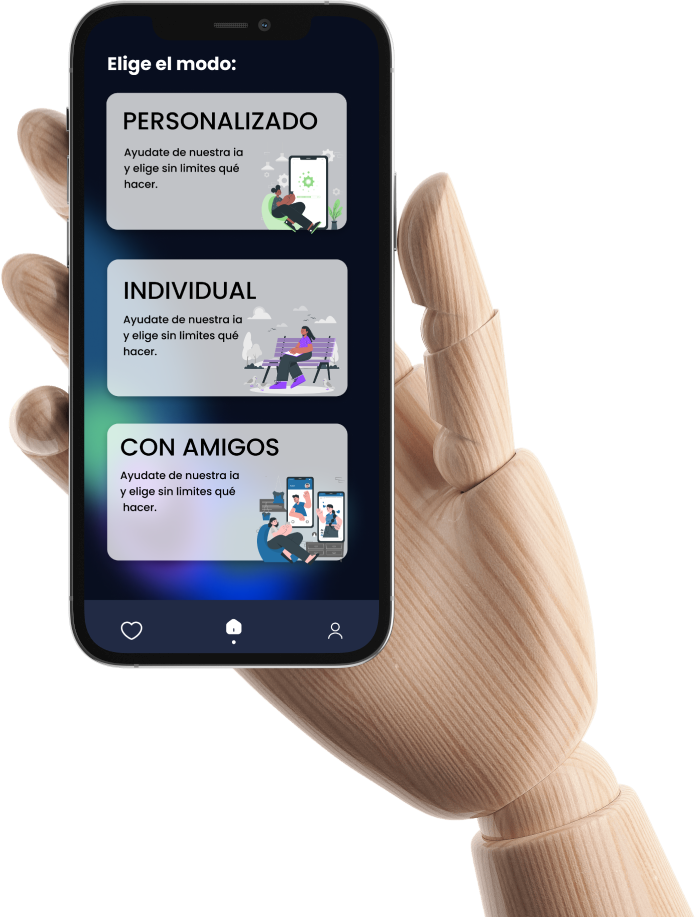 Elige el modo:
PERSONALIZADO
Ayudate de nuestra ia
y elige sin limites qué
hacer.
INDIVIDUAL
Ayudate de nuestra ia
y elige sin limites qué
hacer.
CON AMIGOS
Ayudate de nuestra ia
y elige sin limites qué
hacer.